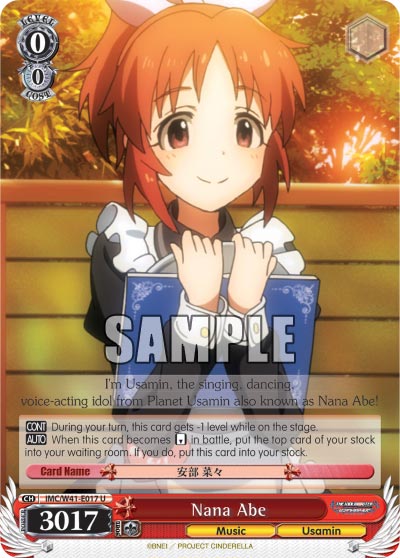 LEVEL
0
0
COST
SAMPLE
I'm Usamin, the singing, dancing,
voice-acting idol from Planet Usamin also known as Nana Abe!
CONT During your turn, this card gets -1 level while on the stage.
AUTO When this card becomes in battle, put the top card of your stock
into your waiting room. If you do, put this card into your stock.
Card Name 安部 菜々
CH IMC/W41-E017 U
3017
Nana Abe
Music Usamin
©BNEI / PROJECT CINDERELLA